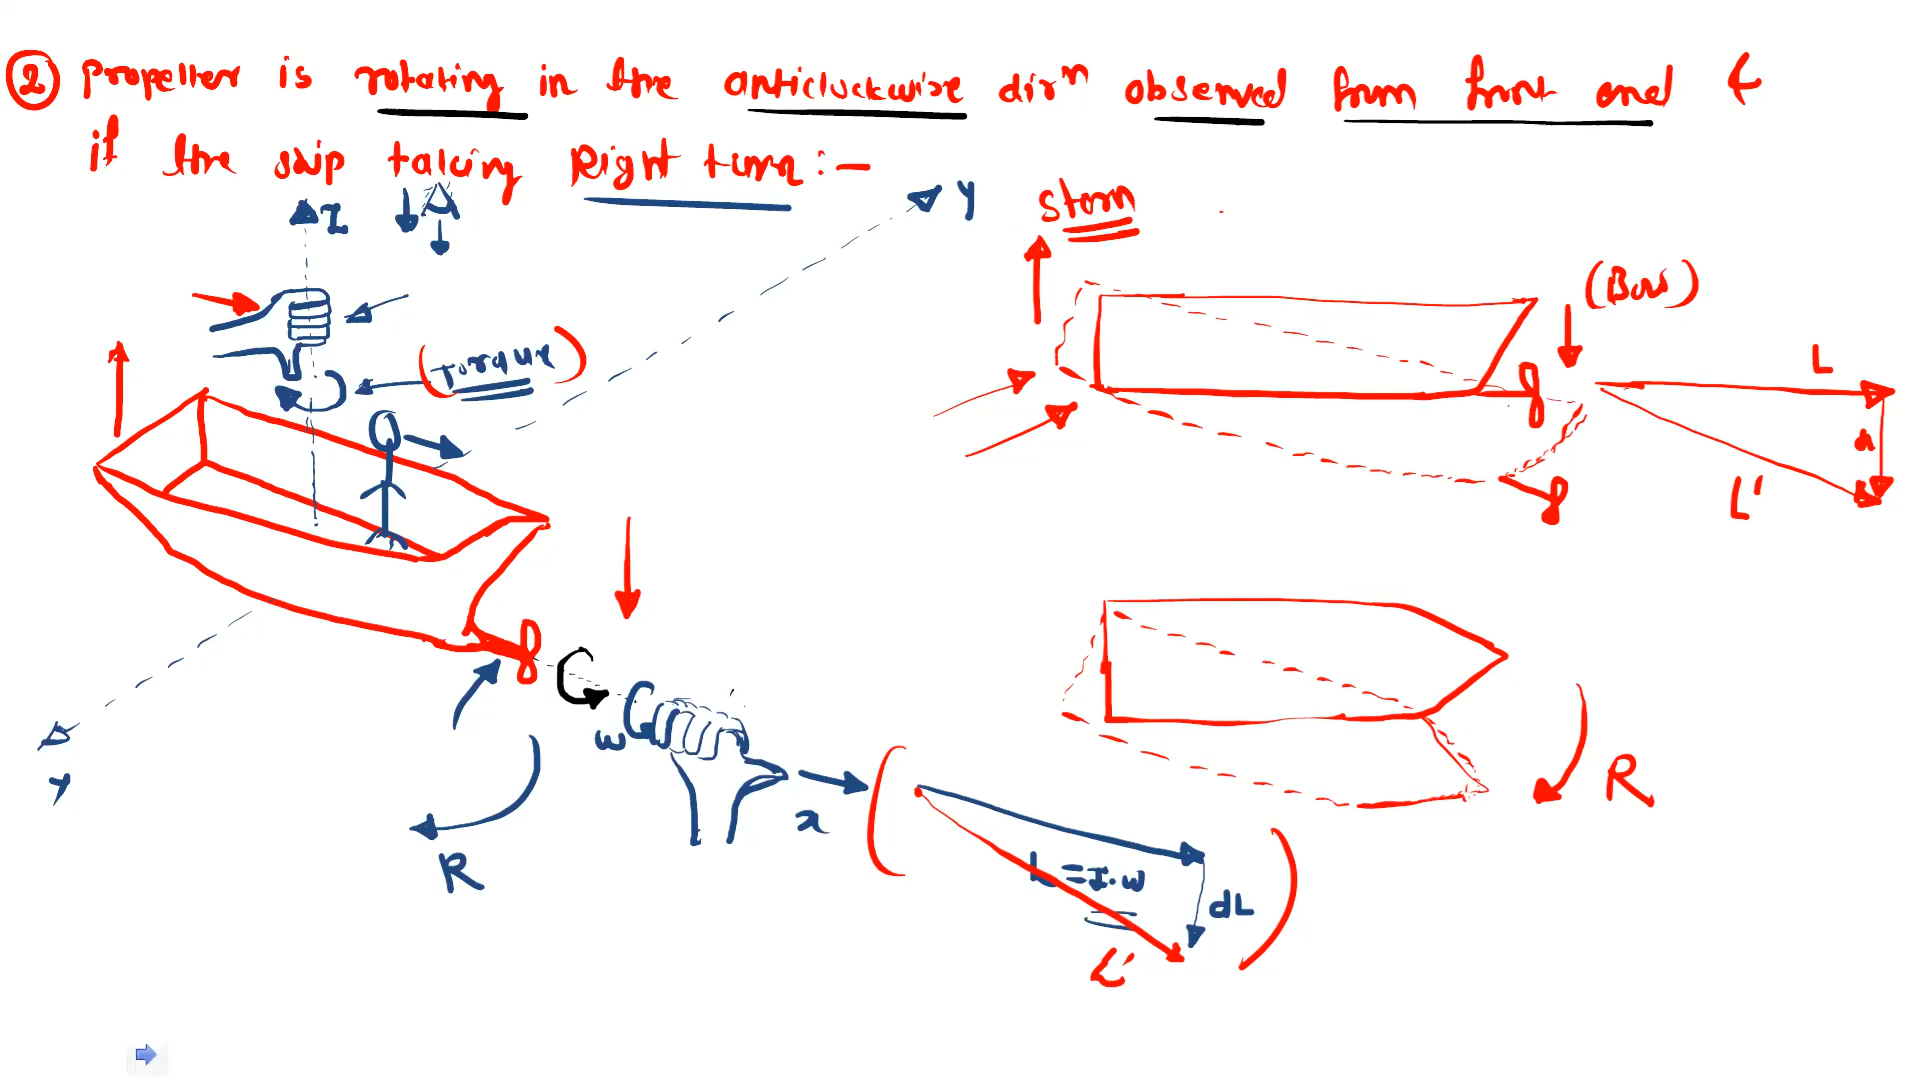 ② Propeller is rotating in the anticlockwise dirⁿ observed from front end &
if the ship taking Right turn:-
Z
Y
Stern
(Bow)
(Torque)
L
L'
R
ω
x
Y
R
L = I.ω
dL
L'